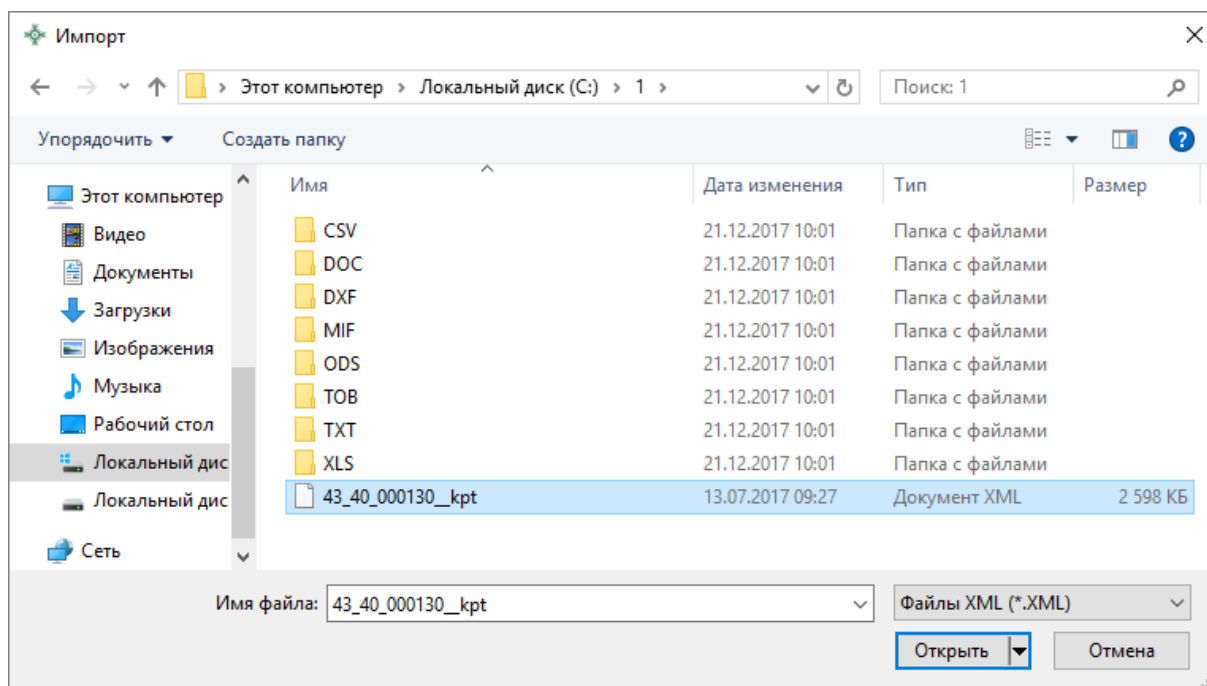 Импорт
Этот компьютер › Локальный диск (C:) › 1 ›
Поиск: 1
Упорядочить
Создать папку
?
Этот компьютер
Видео
Документы
Загрузки
Изображения
Музыка
Рабочий стол
Локальный дис
Локальный дис
Сеть
Имя Дата изменения Тип Размер
CSV 21.12.2017 10:01 Папка с файлами
DOC 21.12.2017 10:01 Папка с файлами
DXF 21.12.2017 10:01 Папка с файлами
MIF 21.12.2017 10:01 Папка с файлами
ODS 21.12.2017 10:01 Папка с файлами
TOB 21.12.2017 10:01 Папка с файлами
TXT 21.12.2017 10:01 Папка с файлами
XLS 21.12.2017 10:01 Папка с файлами
43_40_000130__kpt 13.07.2017 09:27 Документ XML 2 598 КБ
Имя файла: 43_40_000130__kpt
Файлы XML (*.XML)
Открыть
Отмена